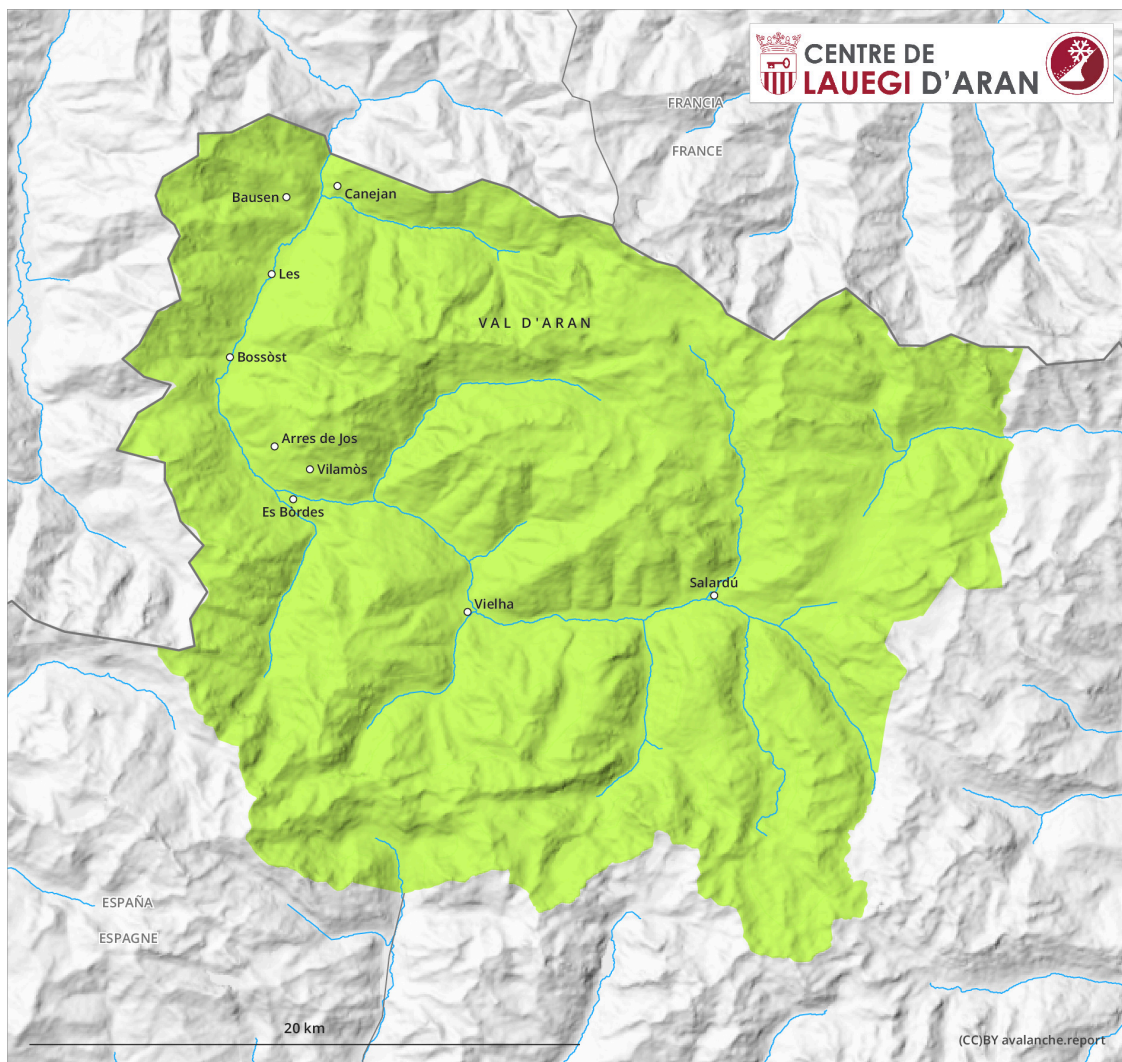 CENTRE DE
LAUEGI D'ARAN
FRANCIA
FRANCE
Canejan
Bausen
Les
VAL D'ARAN
Bossòst
Arres de Jos
Vilamòs
Es Bòrdes
Salardú
Vielha
ESPAÑA
ESPAGNE
20 km
(CC)BY avalanche.report